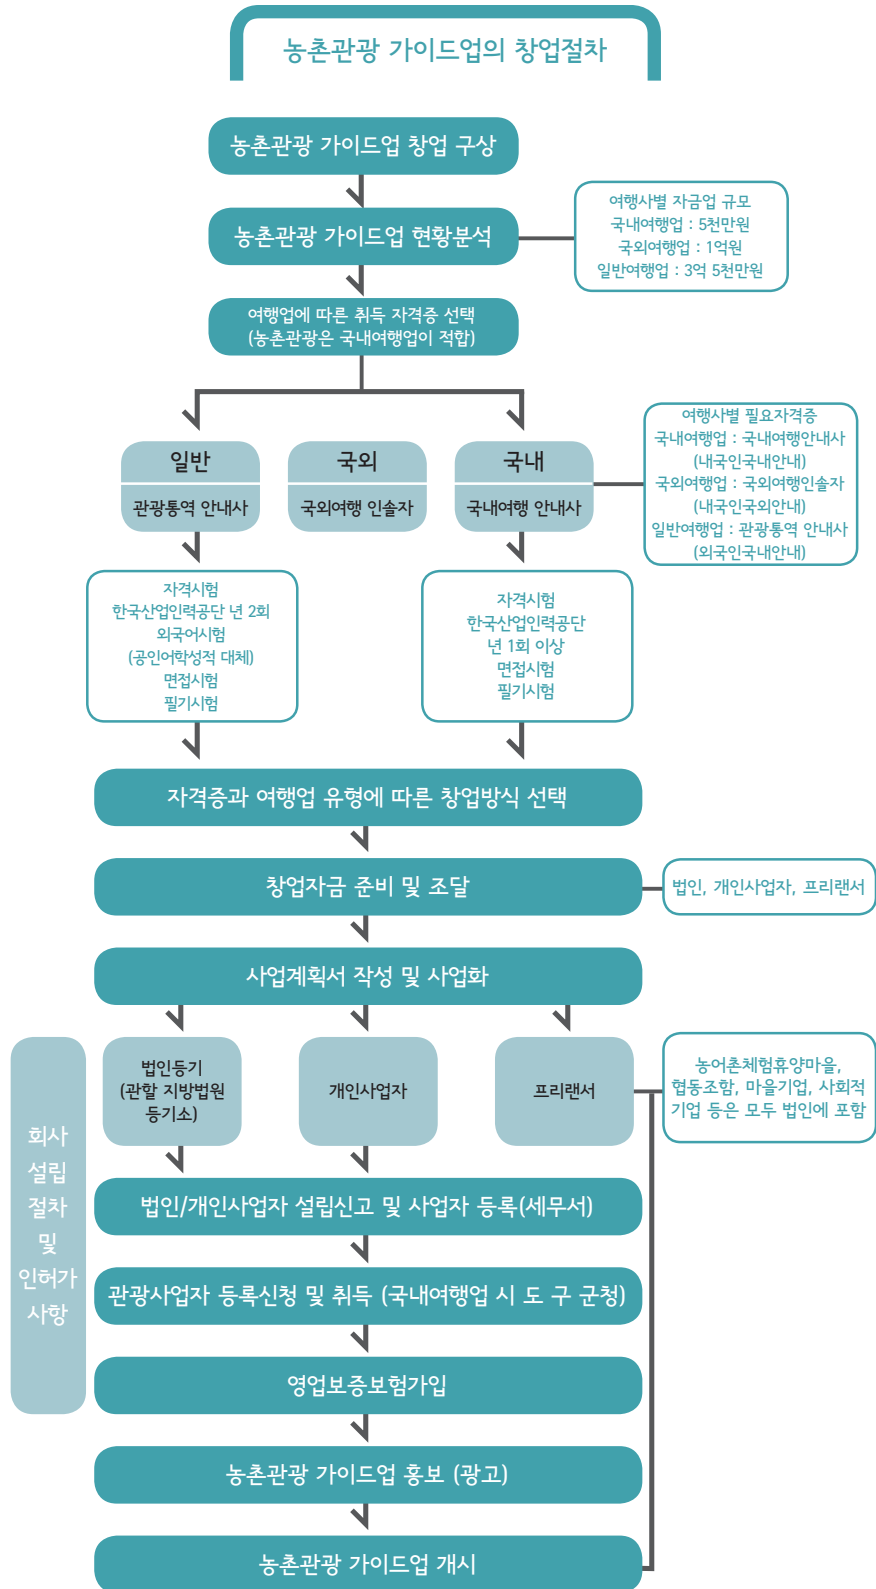 농촌관광 가이드업의 창업절차
농촌관광 가이드업 창업 구상
농촌관광 가이드업 현황분석
여행사별 자금업 규모
국내여행업 : 5천만원
국외여행업 : 1억원
일반여행업 : 3억 5천만원
여행업에 따른 취득 자격증 선택
(농촌관광은 국내여행업이 적합)
일반
관광통역 안내사
국외
국외여행 인솔자
국내
국내여행 안내사
여행사별 필요자격증
국내여행업 : 국내여행안내사
(내국인국내안내)
국외여행업 : 국외여행인솔자
(내국인국외안내)
일반여행업 : 관광통역 안내사
(외국인국내안내)
자격시험
한국산업인력공단 년 2회
외국어시험
(공인어학성적 대체)
면접시험
필기시험
자격시험
한국산업인력공단
년 1회 이상
면접시험
필기시험
자격증과 여행업 유형에 따른 창업방식 선택
창업자금 준비 및 조달
법인, 개인사업자, 프리랜서
사업계획서 작성 및 사업화
회사
설립
절차
및
인허가
사항
법인등기
(관할 지방법원
등기소)
개인사업자
프리랜서
농어촌체험휴양마을,
협동조함, 마을기업, 사회적
기업 등은 모두 법인에 포함
법인/개인사업자 설립신고 및 사업자 등록(세무서)
관광사업자 등록신청 및 취득 (국내여행업 시 도 구 군청)
영업보증보험가입
농촌관광 가이드업 홍보 (광고)
농촌관광 가이드업 개시